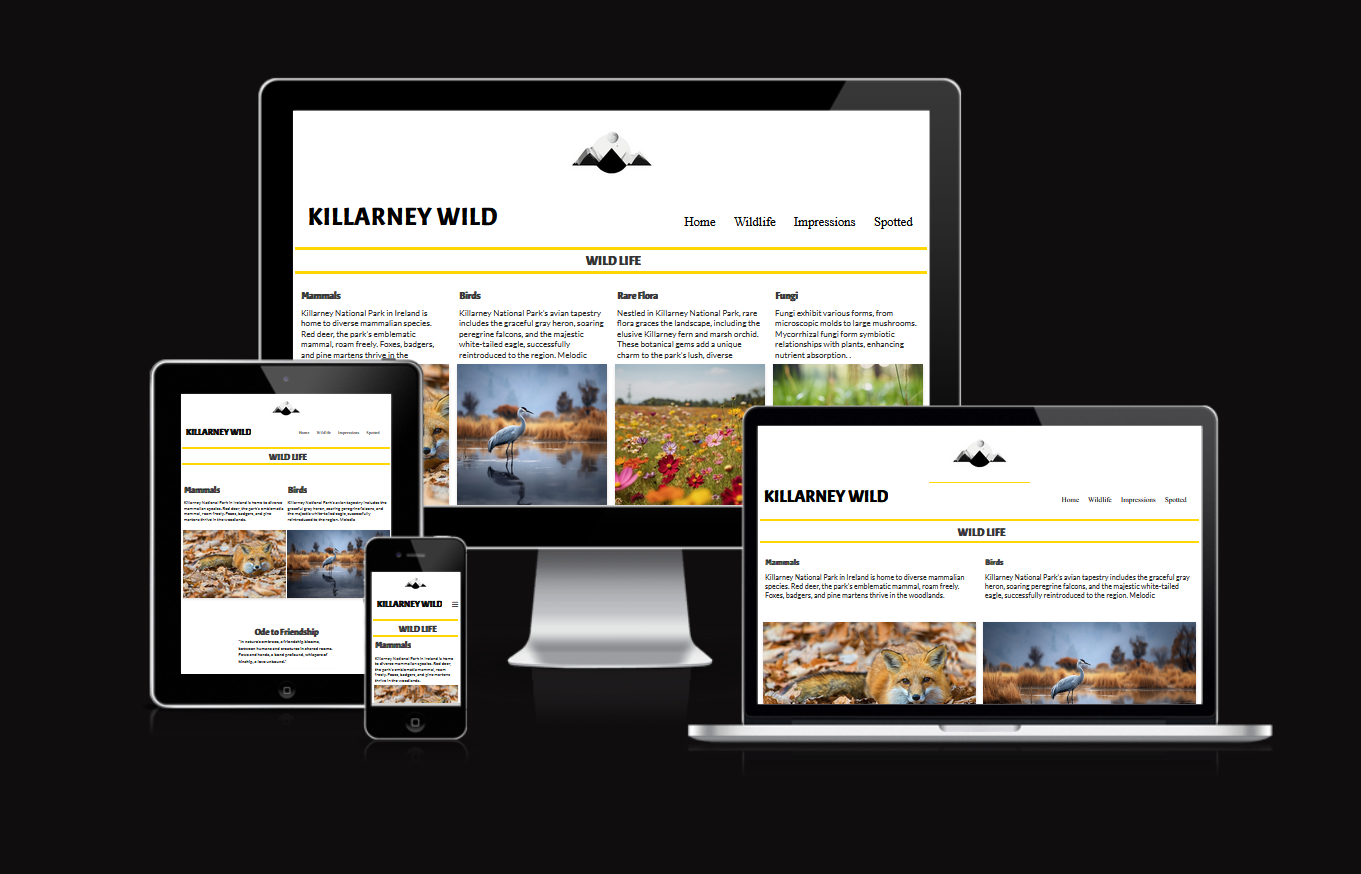 KILLARNEY WILD
Home Wildlife Impressions Spotted
WILD LIFE
Mammals
Killarney National Park in Ireland is
home to diverse mammalian species.
Red deer, the park's emblematic
mammal, roam freely. Foxes, badgers,
and pine martens thrive in the
Birds
Killarney National Park's avian tapestry
includes the graceful gray heron, soaring
peregrine falcons, and the majestic
white-tailed eagle, successfully
reintroduced to the region. Melodic
Rare Flora
Nestled in Killarney National Park, rare
flora graces the landscape, including the
elusive Killarney fern and marsh orchid.
These botanical gems add a unique
charm to the park's lush, diverse
Fungi
Fungi exhibit various forms, from
microscopic molds to large mushrooms.
Mycorrhizal fungi form symbiotic
relationships with plants, enhancing
nutrient absorption. .
KILLARNEY WILD
Home Wildlife Impressions Spotted
WILD LIFE
Mammals
Killarney National Park in Ireland is home to diverse
mammalian species. Red deer, the park's emblematic
mammal, roam freely. Foxes, badgers, and pine
martens thrive in the woodlands.
Birds
Killarney National Park's avian tapestry includes the
graceful gray heron, soaring peregrine falcons, and
the majestic white-tailed eagle, successfully
reintroduced to the region. Melodic
Ode to Friendship
"In nature's embrace, a friendship blooms,
between humans and creatures in shared rooms.
Paws and hands, a bond profound, whispers of
kinship, a love unbound."
KILLARNEY WILD
WILD LIFE
Mammals
Killarney National Park in Ireland is home
to diverse mammalian species. Red deer,
the park's emblematic mammal, roam
freely. Foxes, badgers, and pine martens
thrive in the woodlands.
KILLARNEY WILD
Home Wildlife Impressions Spotted
WILD LIFE
Mammals
Killarney National Park in Ireland is home to diverse mammalian
species. Red deer, the park's emblematic mammal, roam freely.
Foxes, badgers, and pine martens thrive in the woodlands.
Birds
Killarney National Park's avian tapestry includes the graceful gray
heron, soaring peregrine falcons, and the majestic white-tailed
eagle, successfully reintroduced to the region. Melodic